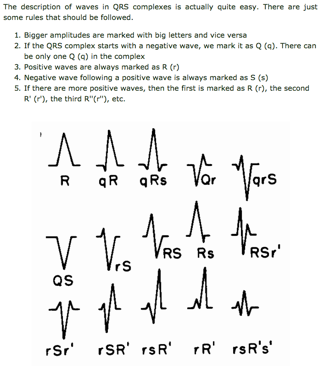 The description of waves in QRS complexes is actually quite easy. There are just
some rules that should be followed.
1. Bigger amplitudes are marked with big letters and vice versa
2. If the QRS complex starts with a negative wave, we mark it as Q (q). There can
be only one Q (q) in the complex
3. Positive waves are always marked as R (r)
4. Negative wave following a positive wave is always marked as S (s)
5. If there are more positive waves, then the first is marked as R (r), the second
R' (r'), the third R"(r"), etc.
R qR qRs Qr qrS
QS rS RS Rs RSr'
rSr' rSR' rsR' rR' rsR's'